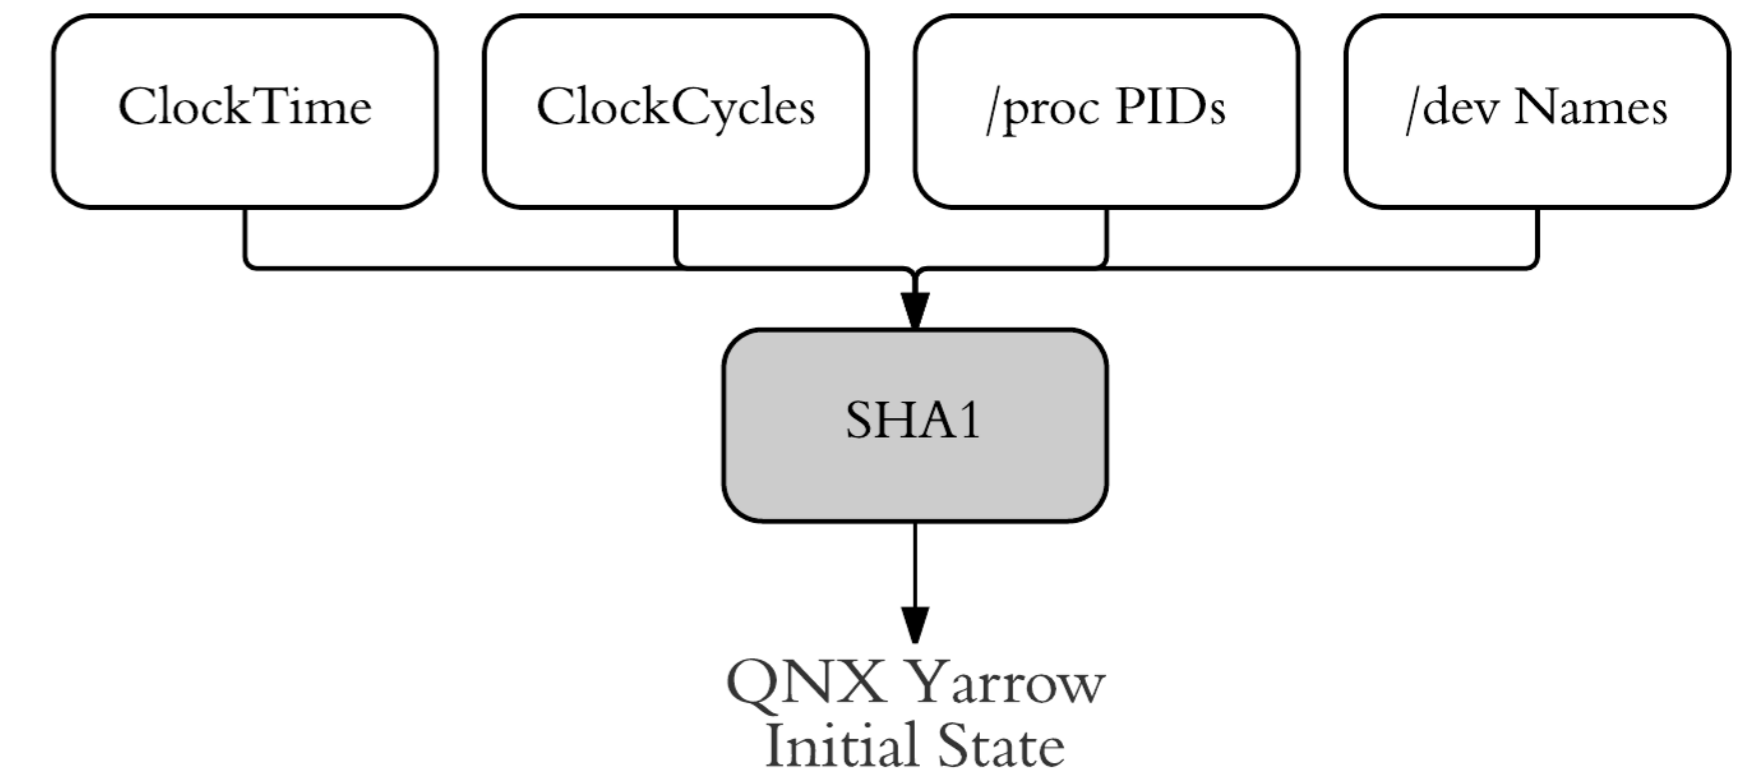 ClockTime
ClockCycles
/proc PIDs
/dev Names
SHA1
QNX Yarrow
Initial State